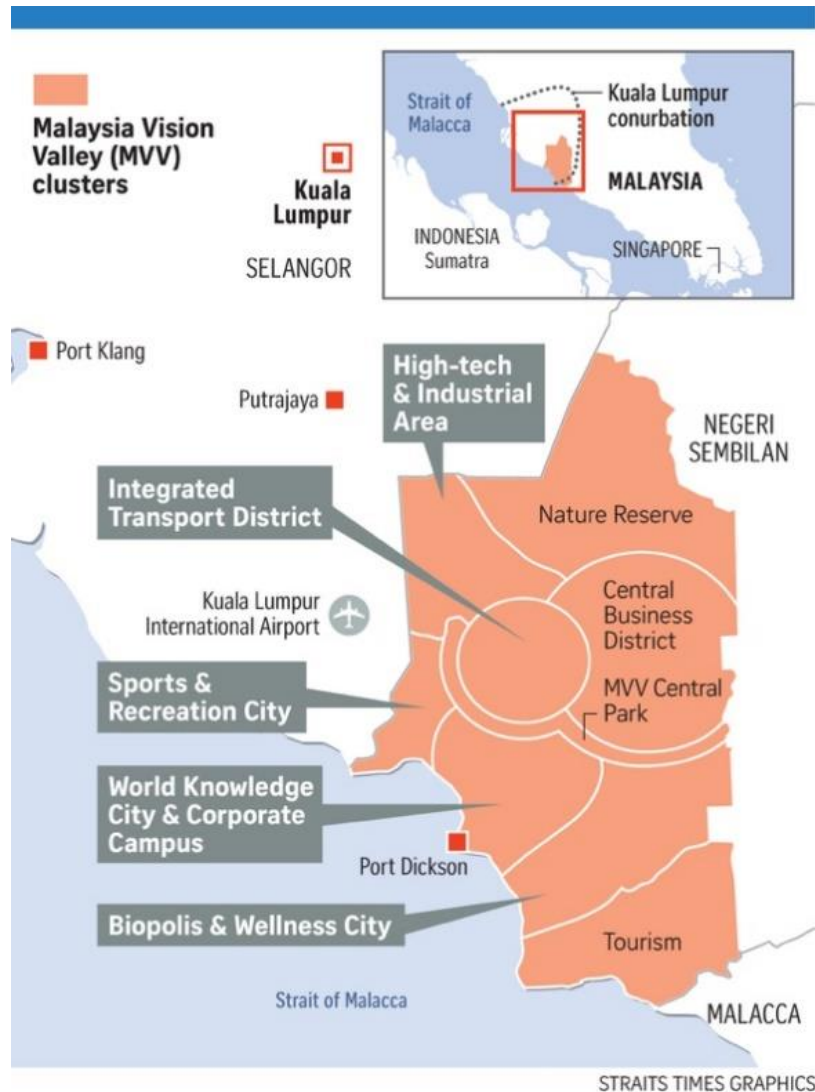 Malaysia Vision
Valley (MVV)
clusters
Kuala
Lumpur
SELANGOR
Strait of
Malacca
Kuala Lumpur
conurbation
MALAYSIA
INDONESIA
Sumatra
SINGAPORE
Port Klang
Putrajaya
High-tech
& Industrial
Area
NEGERI
SEMBILAN
Integrated
Transport District
Nature Reserve
Kuala Lumpur
International Airport
Central
Business
District
Sports &
Recreation City
MVV Central
Park
World Knowledge
City & Corporate
Campus
Port Dickson
Biopolis & Wellness City
Tourism
Strait of Malacca
MALACCA
STRAITS TIMES GRAPHICS